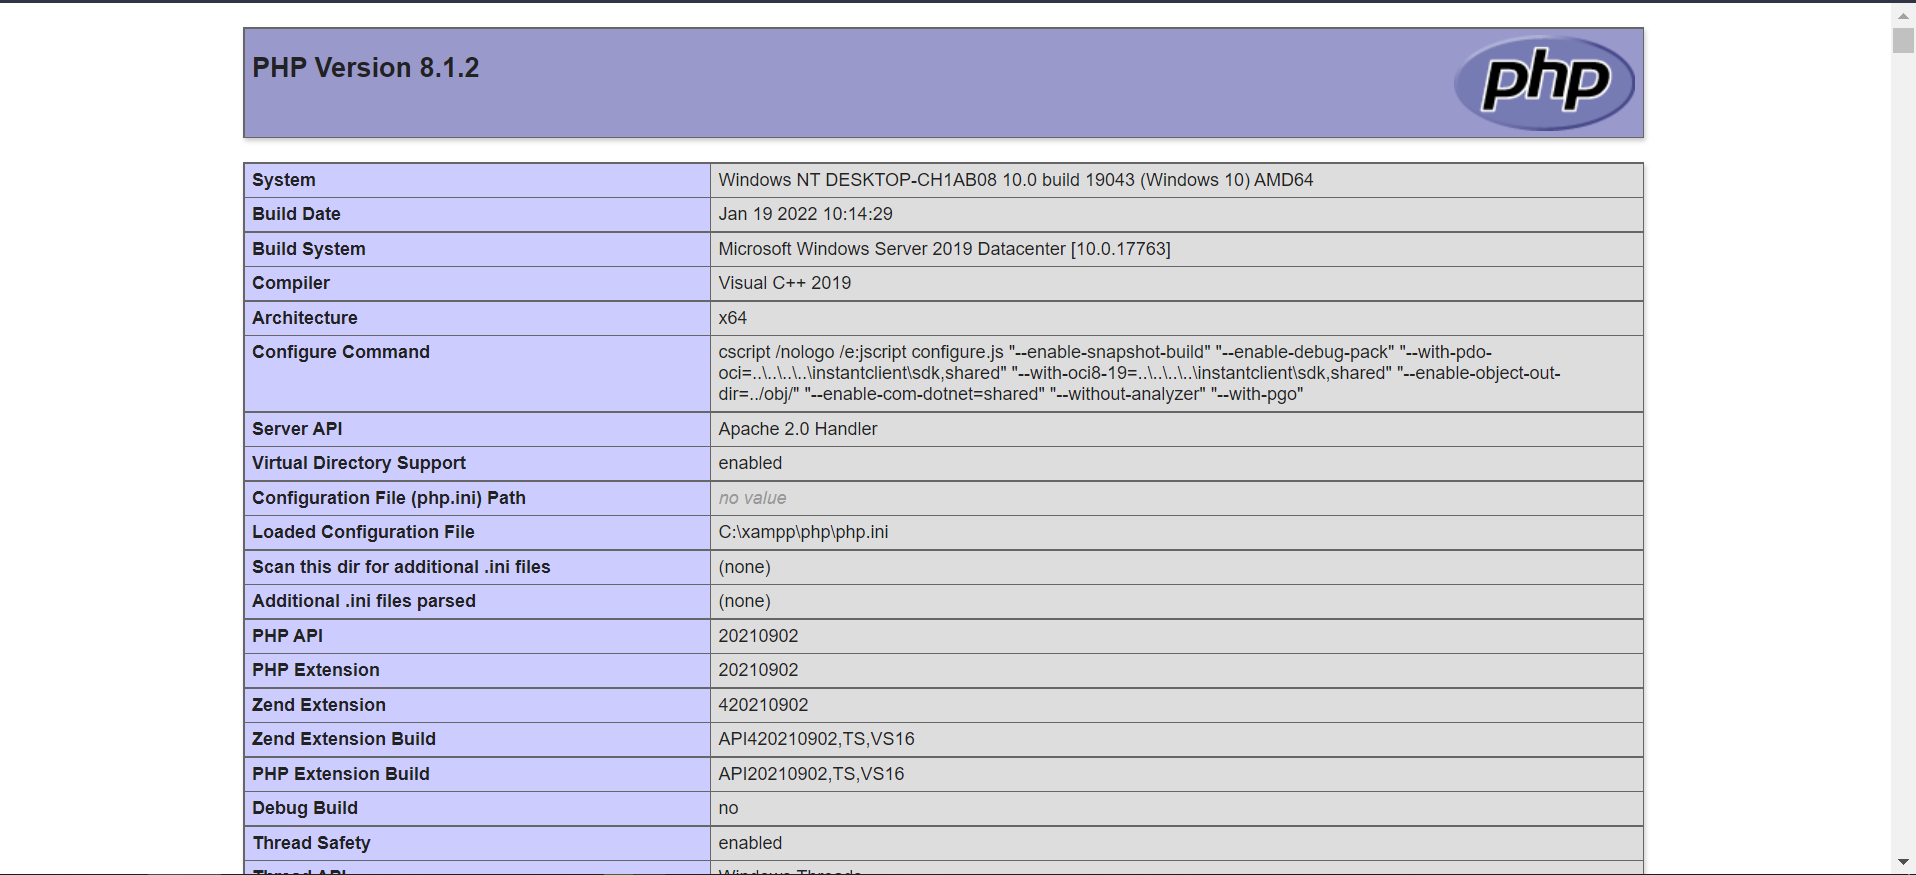 PHP Version 8.1.2
php
System Windows NT DESKTOP-CH1AB08 10.0 build 19043 (Windows 10) AMD64
Build Date Jan 19 2022 10:14:29
Build System Microsoft Windows Server 2019 Datacenter [10.0.17763]
Compiler Visual C++ 2019
Architecture x64
Configure Command cscript /nologo /e:jscript configure.js "--enable-snapshot-build" "--enable-debug-pack" "--with-pdo-
oci=..\..\..\..\instantclient\sdk,shared" "--with-oci8-19=..\..\..\..\instantclient\sdk,shared" "--enable-object-out-
dir=../obj/" "--enable-com-dotnet=shared" "--without-analyzer" "--with-pgo"
Server API Apache 2.0 Handler
Virtual Directory Support enabled
Configuration File (php.ini) Path no value
Loaded Configuration File C:\xampp\php\php.ini
Scan this dir for additional .ini files (none)
Additional .ini files parsed (none)
PHP API 20210902
PHP Extension 20210902
Zend Extension 420210902
Zend Extension Build API420210902,TS,VS16
PHP Extension Build API20210902,TS,VS16
Debug Build no
Thread Safety enabled
Thread API Windows Threads